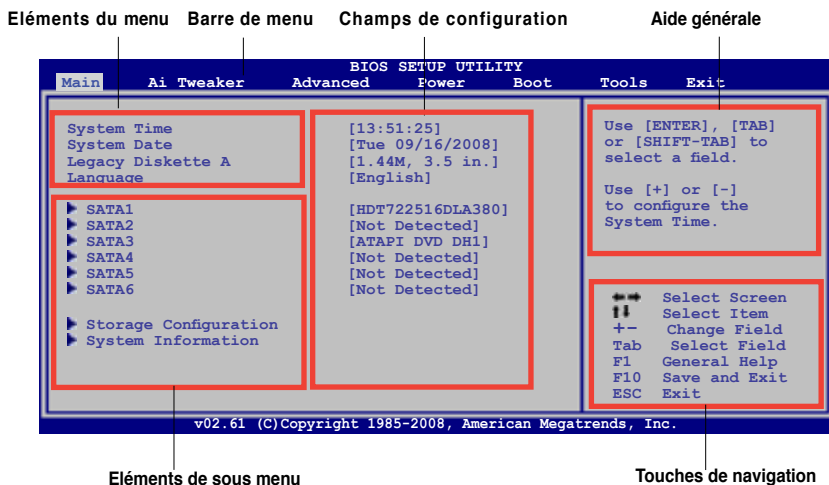 Eléments du menu Barre de menu Champs de configuration Aide générale
BIOS SETUP UTILITY
Main Ai Tweaker Advanced Power Boot Tools Exit
System Time [13:51:25]
System Date [Tue 09/16/2008]
Legacy Diskette A [1.44M, 3.5 in.]
Language [English]
SATA1 [HDT722516DLA380]
SATA2 [Not Detected]
SATA3 [ATAPI DVD DH1]
SATA4 [Not Detected]
SATA5 [Not Detected]
SATA6 [Not Detected]
Storage Configuration
System Information
Use [ENTER], [TAB]
or [SHIFT-TAB] to
select a field.
Use [+] or [-]
to configure the
System Time.
Select Screen
Select Item
+- Change Field
Tab Select Field
F1 General Help
F10 Save and Exit
ESC Exit
v02.61 (C)Copyright 1985-2008, American Megatrends, Inc.
Eléments de sous menu Touches de navigation